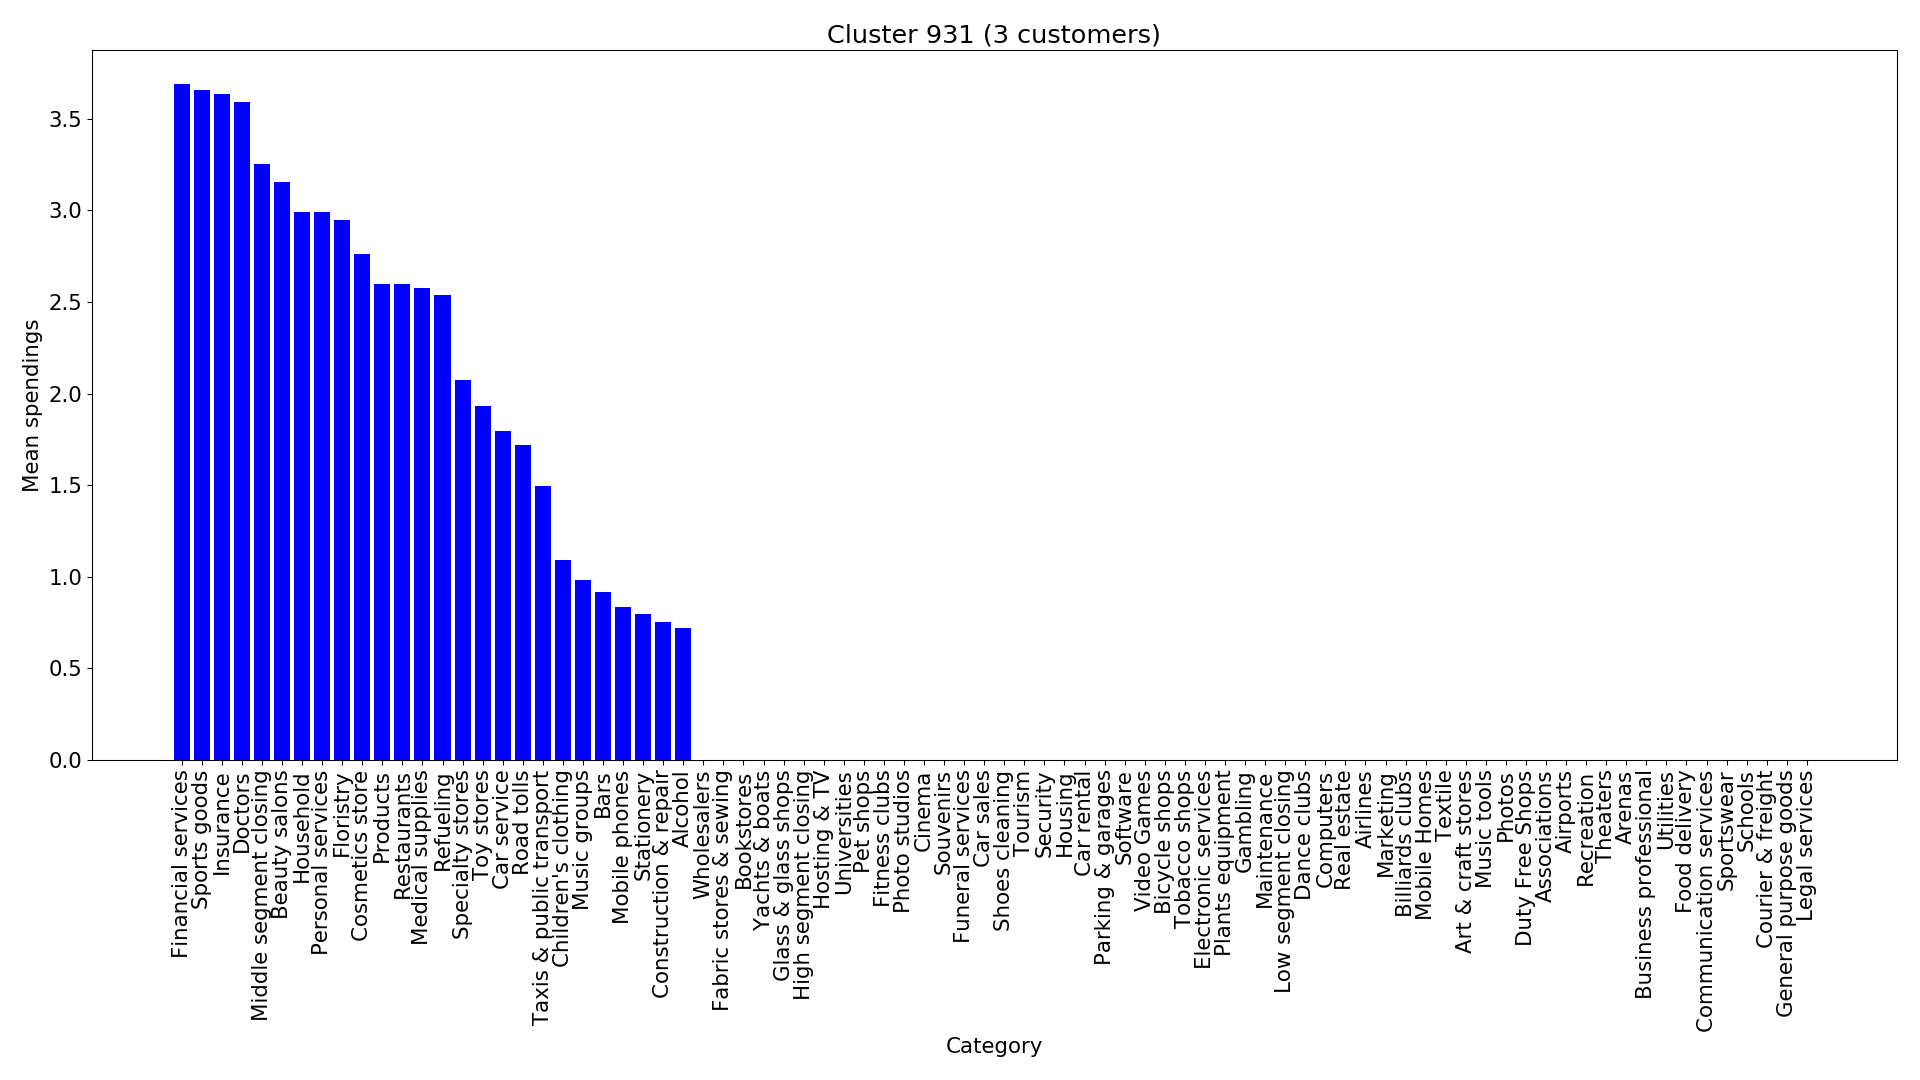 Cluster 931 (3 customers)
Mean spendings
3.5
3.0
2.5
2.0
1.5
1.0
0.5
0.0
Financial services
Sports goods
Insurance
Doctors
Middle segment closing
Beauty salons
Household
Personal services
Floristry
Cosmetics store
Products
Restaurants
Medical supplies
Refuelling
Specialty stores
Toy stores
Car service
Road tolls
Taxis & public transport
Children's clothing
Music groups
Bars
Mobile phones
Stationery
Construction & repair
Alcohol
Wholesalers
Fabric stores & sewing
Bookstores
Yachts & boats
Glass & glass shops
High segment closing
Hosting & TV
Universities
Pet shops
Fitness clubs
Photo studios
Cinema
Souvenirs
Funeral services
Car sales
Shoes cleaning
Tourism
Security
Housing
Car rental
Parking & garages
Software
Video Games
Bicycle shops
Tobacco shops
Electronic services
Plants equipment
Gambling
Maintenance
Low segment closing
Dance clubs
Computers
Real estate
Airlines
Marketing
Billiards clubs
Mobile Homes
Textile
Art & craft stores
Music tools
Photos
Duty Free Shops
Associations
Airports
Recreation
Theaters
Arenas
Business professional
Utilities
Food delivery
Communication services
Sportswear
Schools
Courier & freight
General purpose goods
Legal services
Category